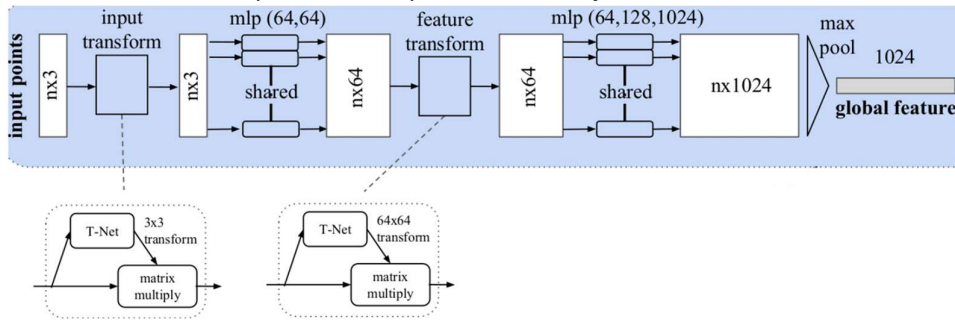 input points
nx3
input
transform
nx3
mlp (64,64)
shared
nx64
feature
transform
nx64
mlp (64,128,1024)
shared
nx1024
max
pool
1024
global feature
T-Net
3x3
transform
matrix
multiply
T-Net
64x64
transform
matrix
multiply